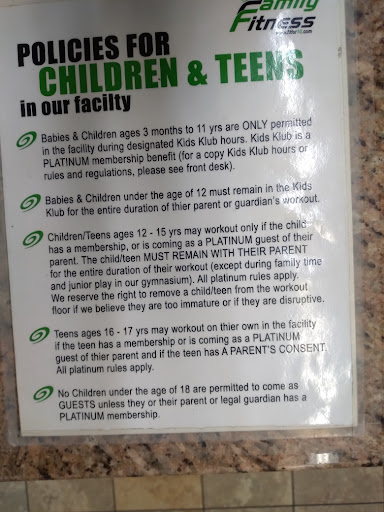 Family
Fitness
POLICIES FOR
CHILDREN & TEENS
in our facilty
Babies & Children ages 3 months to 11 yrs are ONLY permitted
in the facility during designated Kids Klub hours. Kids Klub is a
PLATINUM membership benefit (for a copy Kids Klub hours or
rules and regulations, please see front desk).
Babies & Children under the age of 12 must remain in the Kids
Klub for the entire duration of thier parent or guardian's workout.
Children/Teens ages 12 - 15 yrs may workout only if the child
has a membership, or is coming as a PLATINUM guest of their
parent. The child/teen MUST REMAIN WITH THEIR PARENT
for the entire duration of their workout (except during family time
and junior play in our gymnasium). All platinum rules apply.
We reserve the right to remove a child/teen from the workout
floor if we believe they are too immature or if they are disruptive.
Teens ages 16 - 17 yrs may workout on thier own in the facility
if the teen has a membership or is coming as a PLATINUM
guest of thier parent and if the teen has A PARENT'S CONSENT.
All platinum rules apply.
No Children under the age of 18 are permitted to come as
GUESTS unless they or their parent or legal guardian has a
PLATINUM membership.